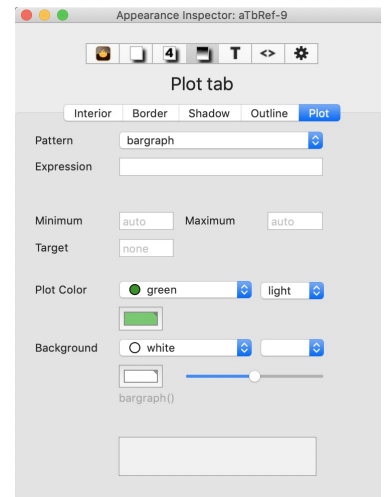 Appearance Inspector: aTbRef-9
4 T <>
Plot tab
Interior Border Shadow Outline Plot
Pattern bargraph
Expression
Minimum auto Maximum auto
Target none
Plot Color green light
Background white
bargraph()